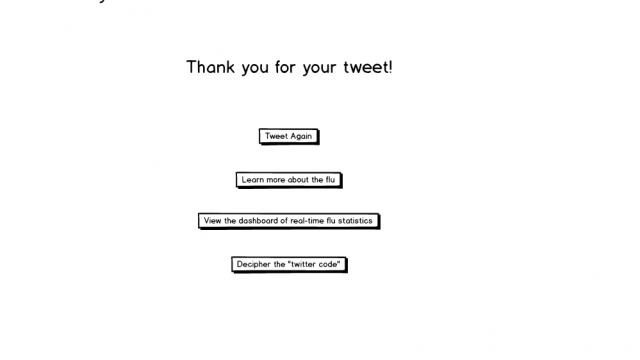 Thank you for your tweet!
Tweet Again
Learn more about the flu
View the dashboard of real-time flu statistics
Decipher the "twitter code"